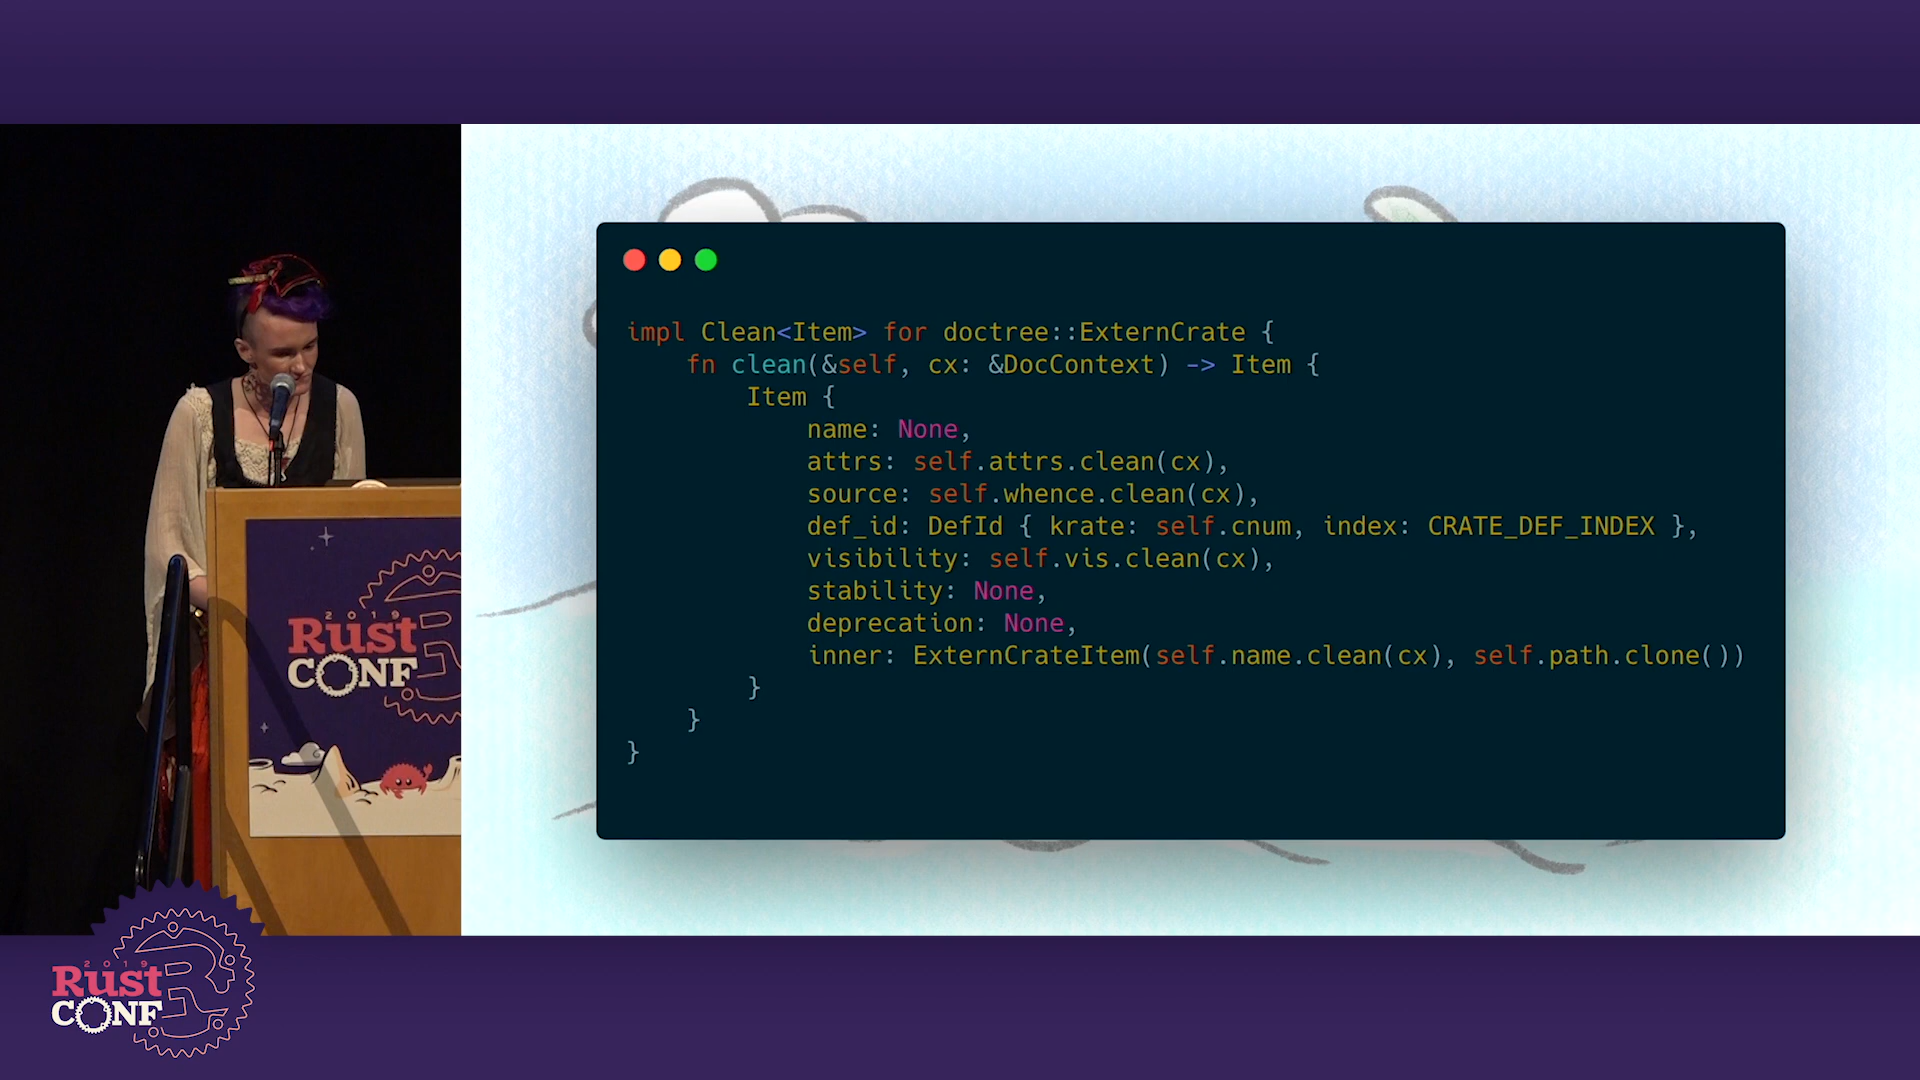 impl Clean<Item> for doctree::ExternCrate {
    fn clean(&self, cx: &DocContext) -> Item {
        Item {
            name: None,
            attrs: self.attrs.clean(cx),
            source: self.whence.clean(cx),
            def_id: DefId { krate: self.cnum, index: CRATE_DEF_INDEX },
            visibility: self.vis.clean(cx),
            stability: None,
            deprecation: None,
            inner: ExternCrateItem(self.name.clean(cx), self.path.clone())
        }
    }
}
2019
Rust
CONF
2019
Rust
CONF